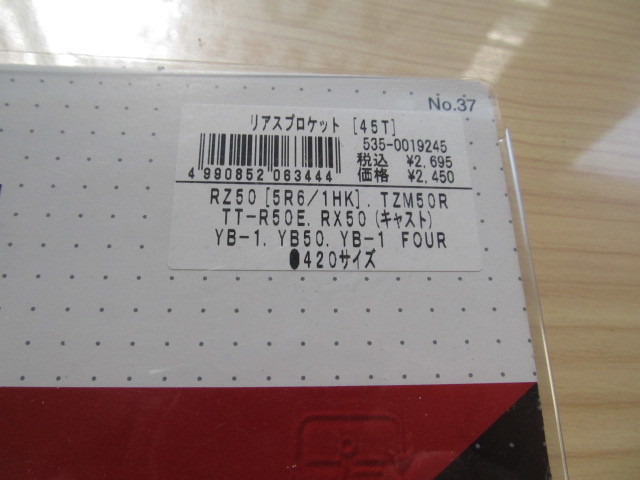 No.37
リアスプロケット [45T]
535-0019245
税込 ¥2,695
価格 ¥2,450
4 990852 063444
RZ50[5R6/1HK]. TZM50R
TT-R50E. RX50(キャスト)
YB-1. YB50. YB-1 FOUR
●420サイズ